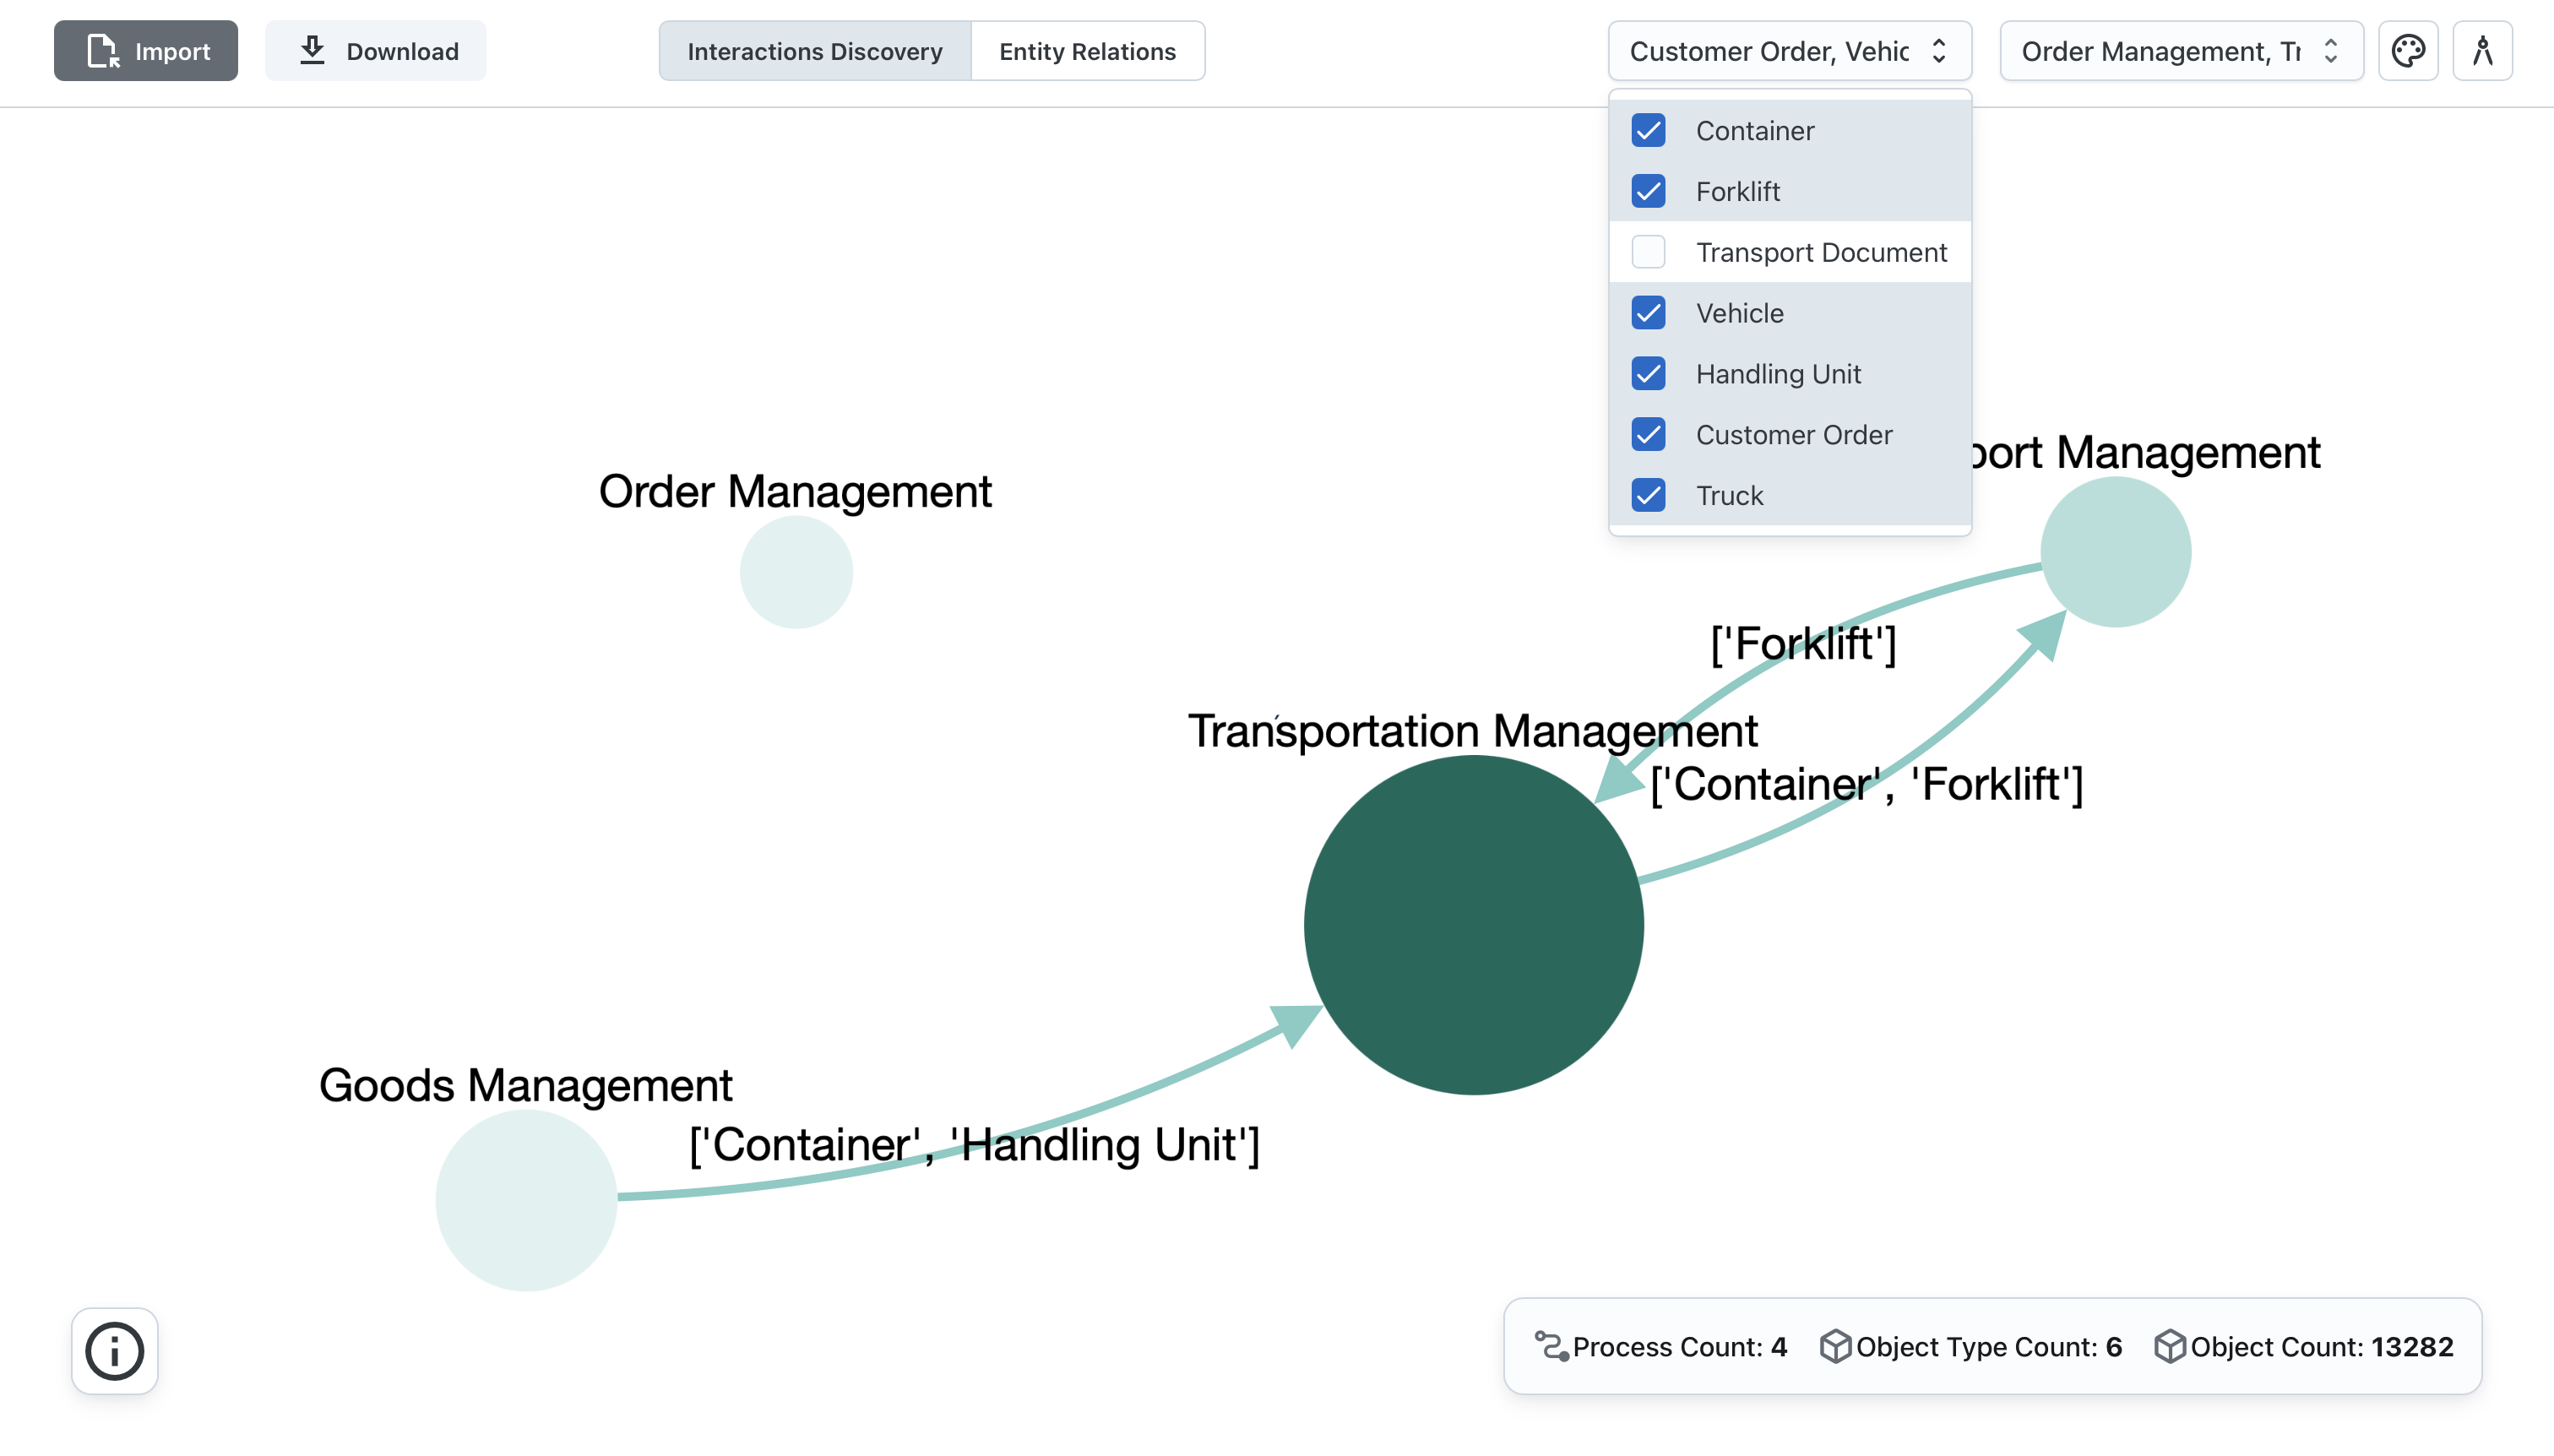 Import
Download
Interactions Discovery
Entity Relations
Customer Order, Vehic
Order Management, Tr
Container
Forklift
Transport Document
Vehicle
Handling Unit
Customer Order
Truck
port Management
Order Management
['Forklift']
Transportation Management
['Container', 'Forklift']
Goods Management
['Container', 'Handling Unit']
Process Count: 4
Object Type Count: 6
Object Count: 13282